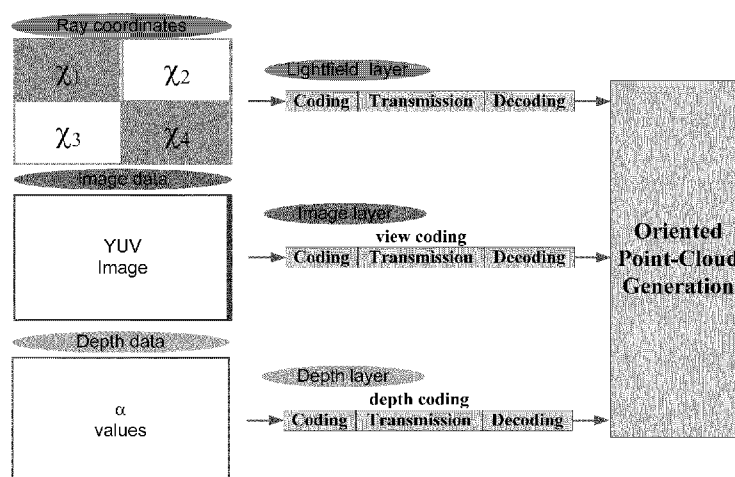 Ray coordinates
χ1 χ2
χ3 χ4
Lightfield layer
Coding Transmission Decoding
Image data
YUV
Image
Image layer
view coding
Coding Transmission Decoding
Depth data
α
values
Depth layer
depth coding
Coding Transmission Decoding
Oriented
Point-Cloud
Generation